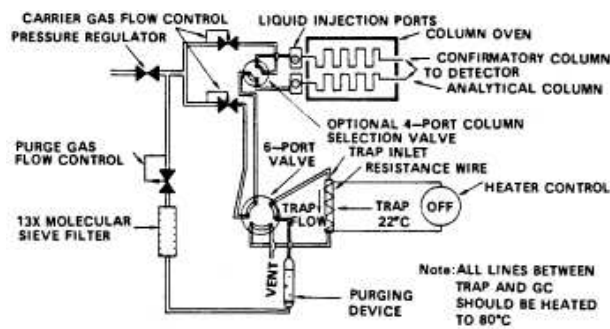 CARRIER GAS FLOW CONTROL
PRESSURE REGULATOR
LIQUID INJECTION PORTS
COLUMN OVEN
CONFIRMATORY COLUMN
TO DETECTOR
ANALYTICAL COLUMN
OPTIONAL 4-PORT COLUMN
SELECTION VALVE
6-PORT
VALVE
TRAP INLET
RESISTANCE WIRE
HEATER CONTROL
PURGE GAS
FLOW CONTROL
13X MOLECULAR
SIEVE FILTER
TRAP
FLOW
TRAP
22°C
OFF
VENT
PURGING
DEVICE
Note: ALL LINES BETWEEN
TRAP AND GC
SHOULD BE HEATED
TO 80°C